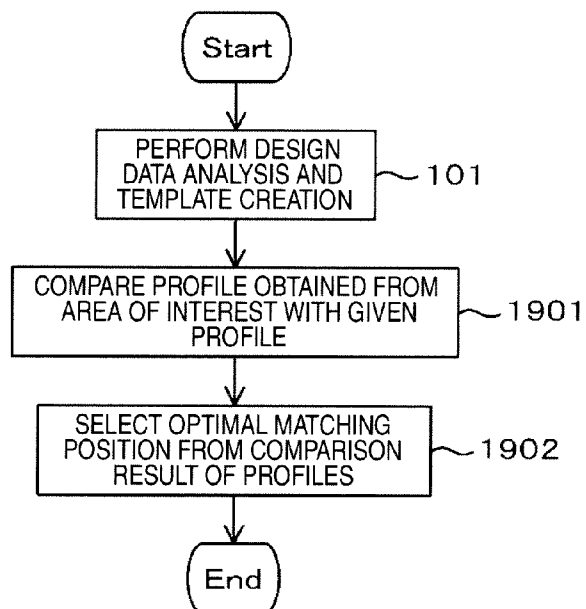 Start
PERFORM DESIGN
DATA ANALYSIS AND
TEMPLATE CREATION
101
COMPARE PROFILE OBTAINED FROM
AREA OF INTEREST WITH GIVEN
PROFILE
1901
SELECT OPTIMAL MATCHING
POSITION FROM COMPARISON
RESULT OF PROFILES
1902
End